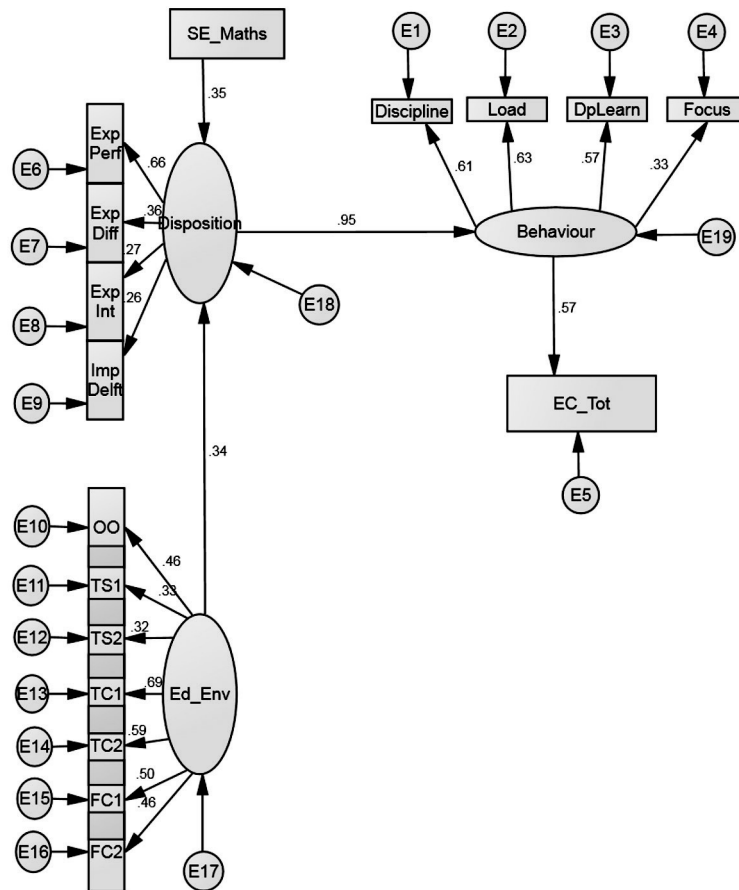 SE_Maths
E1
E2
E3
E4
Discipline
Load
DpLearn
Focus
.35
.61
.63
.57
.33
E6
Exp
Perf
.66
E7
Exp
Diff
.36
Disposition
.95
Behaviour
E19
E8
Exp
Int
.27
.26
E18
.57
E9
Imp
Delft
EC_Tot
.34
E5
E10
OO
.46
E11
TS1
.33
E12
TS2
.32
E13
TC1
.69
Ed_Env
E14
TC2
.59
E15
FC1
.50
.46
E16
FC2
E17